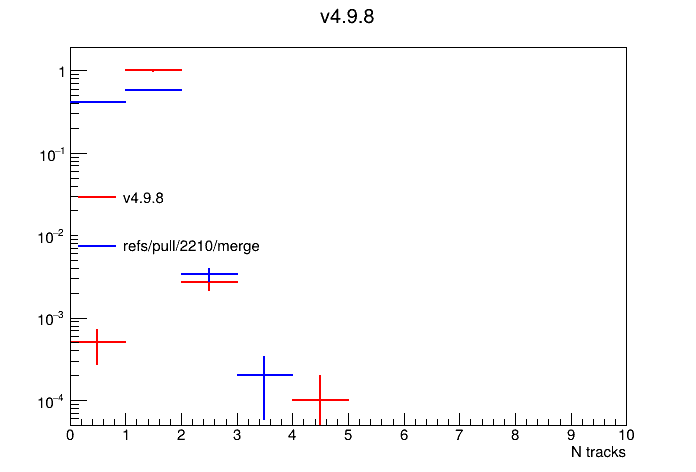 v4.9.8
1
10⁻¹
v4.9.8
10⁻²
refs/pull/2210/merge
10⁻³
10⁻⁴
0 1 2 3 4 5 6 7 8 9 10
N tracks